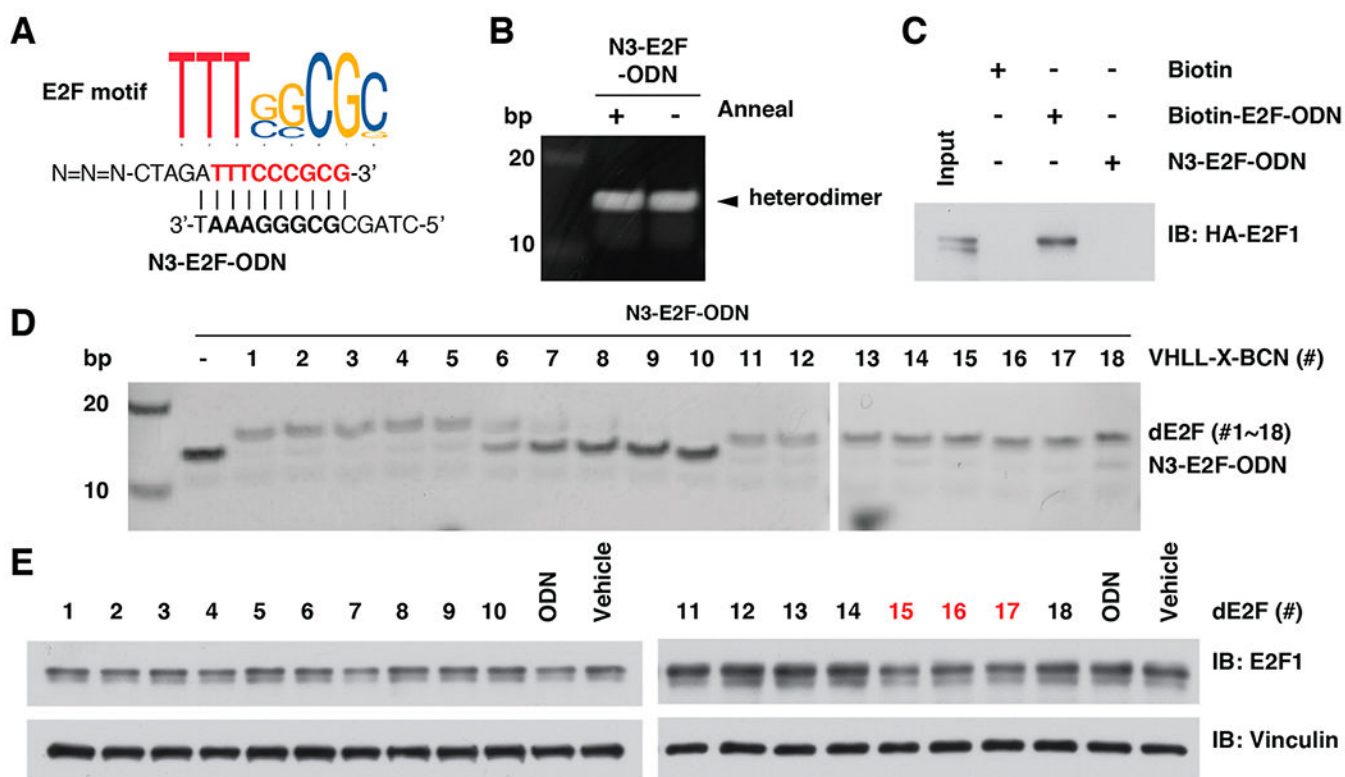 A
E2F motif
TTTGGCGC
CC G
N=N=N-CTAGATTTCCCGCG-3’
3’-TAAAGGGCGCGATC-5’
N3-E2F-ODN
B
N3-E2F
-ODN
bp + - Anneal
20
heterodimer
10
C
+ - - Biotin
- + - Biotin-E2F-ODN
Input - - + N3-E2F-ODN
IB: HA-E2F1
D
N3-E2F-ODN
bp - 1 2 3 4 5 6 7 8 9 10 11 12 13 14 15 16 17 18 VHLL-X-BCN (#)
20
dE2F (#1~18)
N3-E2F-ODN
10
E
1 2 3 4 5 6 7 8 9 10 ODN Vehicle 11 12 13 14 15 16 17 18 ODN Vehicle dE2F (#)
IB: E2F1
IB: Vinculin